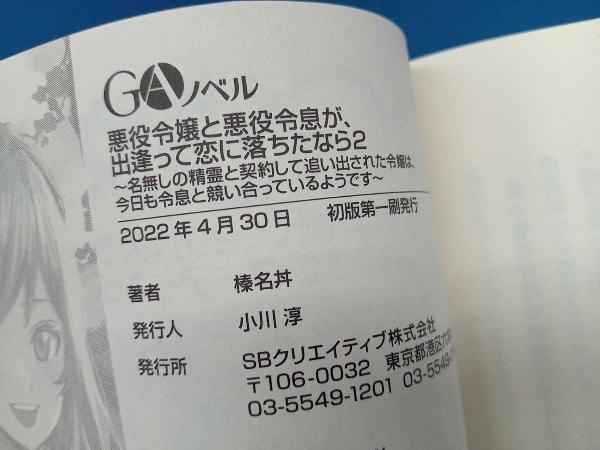 GAノベル
悪役令嬢と悪役令息が、
出逢って恋に落ちたなら2
～名無しの精霊と契約して追い出された令嬢は、
今日も令息と競い合っているようです～
2022年4月30日 初版第一刷発行
著者 榛名丼
発行人 小川 淳
発行所 SBクリエイティブ株式会社
〒106-0032 東京都港区六
03-5549-1201 03-5549-